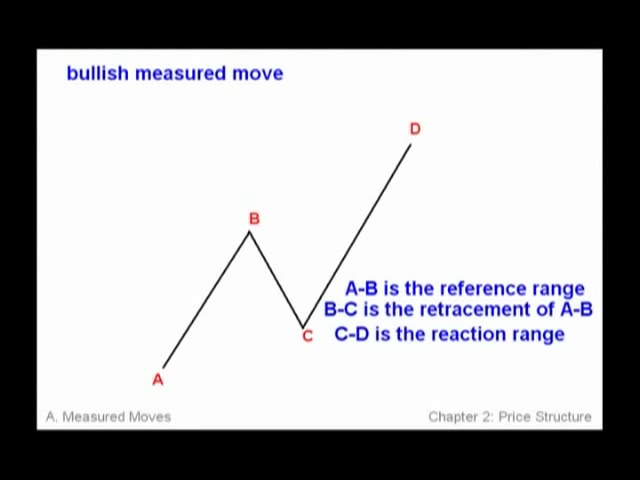 bullish measured move
D
B
A-B is the reference range
B-C is the retracement of A-B
C C-D is the reaction range
A
A. Measured Moves Chapter 2: Price Structure